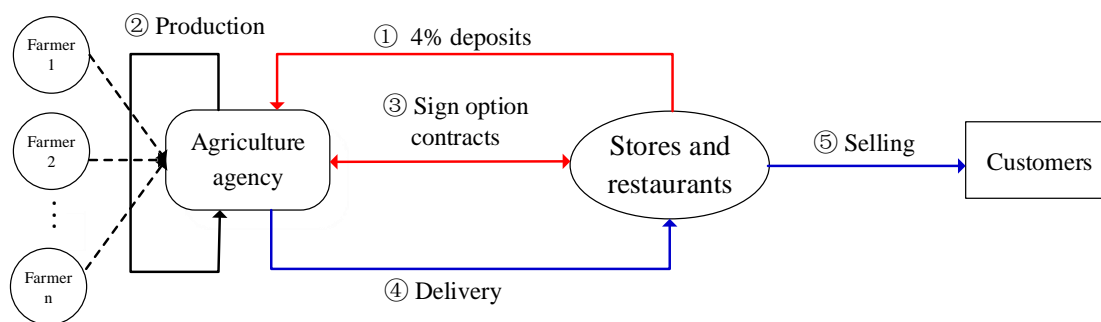 ② Production
Farmer
1
① 4% deposits
③ Sign option
contracts
Farmer
2
Agriculture
agency
Stores and
restaurants
⑤ Selling
Customers
⋮
Farmer
n
④ Delivery